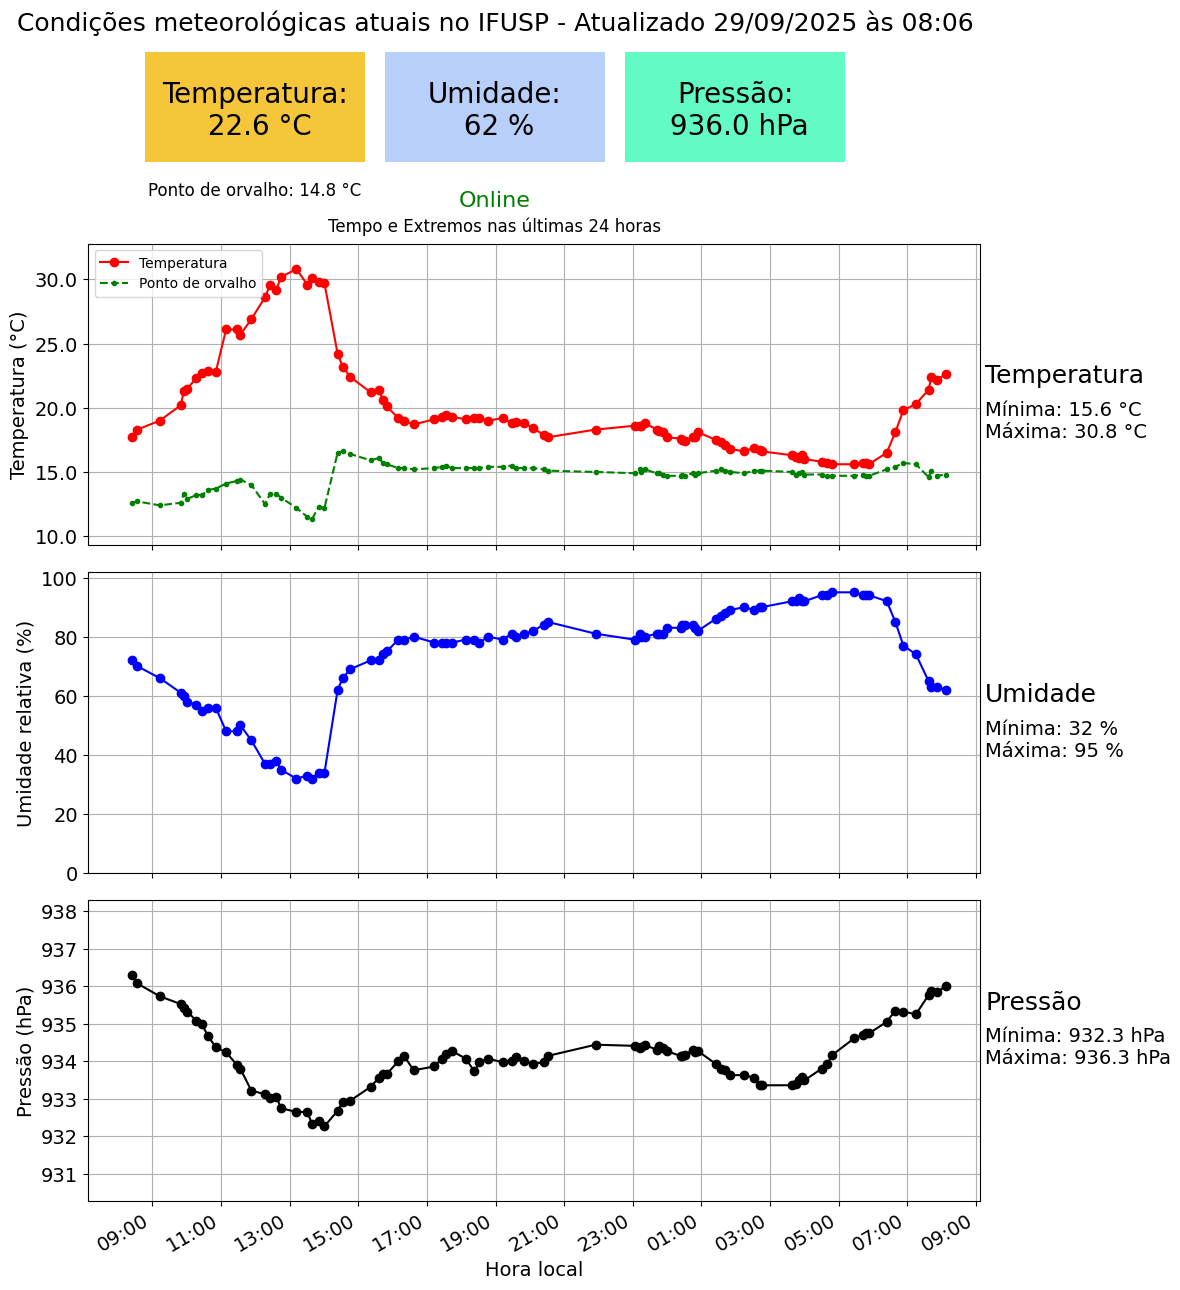 Condições meteorológicas atuais no IFUSP - Atualizado 29/09/2025 às 08:06
Temperatura:
22.6 °C
Umidade:
62 %
Pressão:
936.0 hPa
Ponto de orvalho: 14.8 °C
Online
Tempo e Extremos nas últimas 24 horas
Temperatura
Ponto de orvalho
Temperatura (°C)
30.0
25.0
20.0
15.0
10.0
Temperatura
Mínima: 15.6 °C
Máxima: 30.8 °C
Umidade relativa (%)
100
80
60
40
20
0
Umidade
Mínima: 32 %
Máxima: 95 %
Pressão (hPa)
938
937
936
935
934
933
932
931
Pressão
Mínima: 932.3 hPa
Máxima: 936.3 hPa
09:00 11:00 13:00 15:00 17:00 19:00 21:00 23:00 01:00 03:00 05:00 07:00 09:00
Hora local